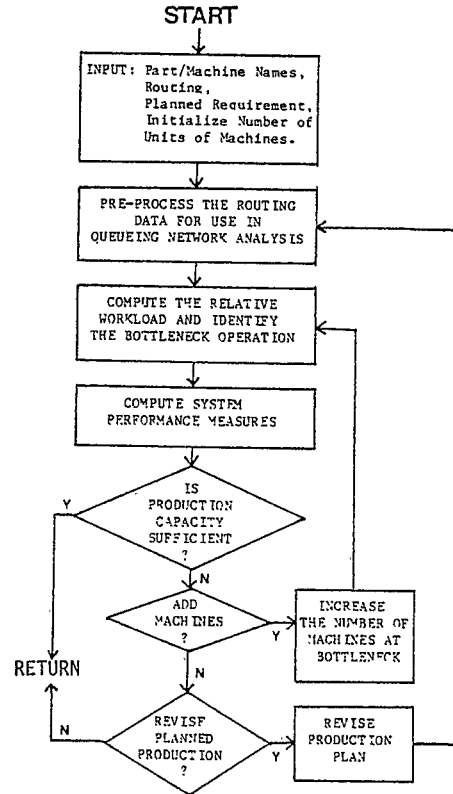 START
INPUT: Part/Machine Names,
Routing,
Planned Requirement,
Initialize Number of
Units of Machines.
PRE-PROCESS THE ROUTING
DATA FOR USE IN
QUEUEING NETWORK ANALYSIS
COMPUTE THE RELATIVE
WORKLOAD AND IDENTIFY
THE BOTTLENECK OPERATION
COMPUTE SYSTEM
PERFORMANCE MEASURES
IS
PRODUCTION
CAPACITY
SUFFICIENT
?
Y
N
ADD
MACHINES
?
Y
N
INCREASE
THE NUMBER OF
MACHINES AT
BOTTLENECK
RETURN
REVISE
PLANNED
PRODUCTION
?
N
Y
REVISE
PRODUCTION
PLAN